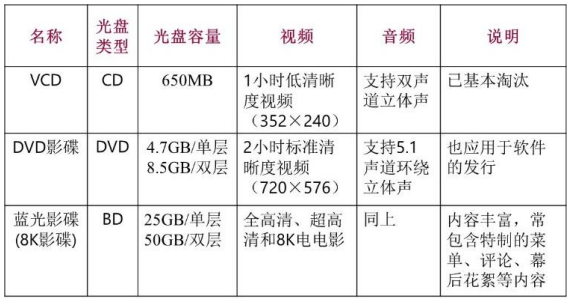 名称 光盘类型 光盘容量 视频 音频 说明
VCD CD 650MB 1小时低清晰度视频（352×240） 支持双声道立体声 已基本淘汰
DVD影碟 DVD 4.7GB/单层 8.5GB/双层 2小时标准清晰度视频（720×576） 支持5.1声道环绕立体声 也应用于软件的发行
蓝光影碟(8K影碟) BD 25GB/单层 50GB/双层 全高清、超高清和8K电电影 同上 内容丰富，常包含特制的菜单、评论、幕后花絮等内容